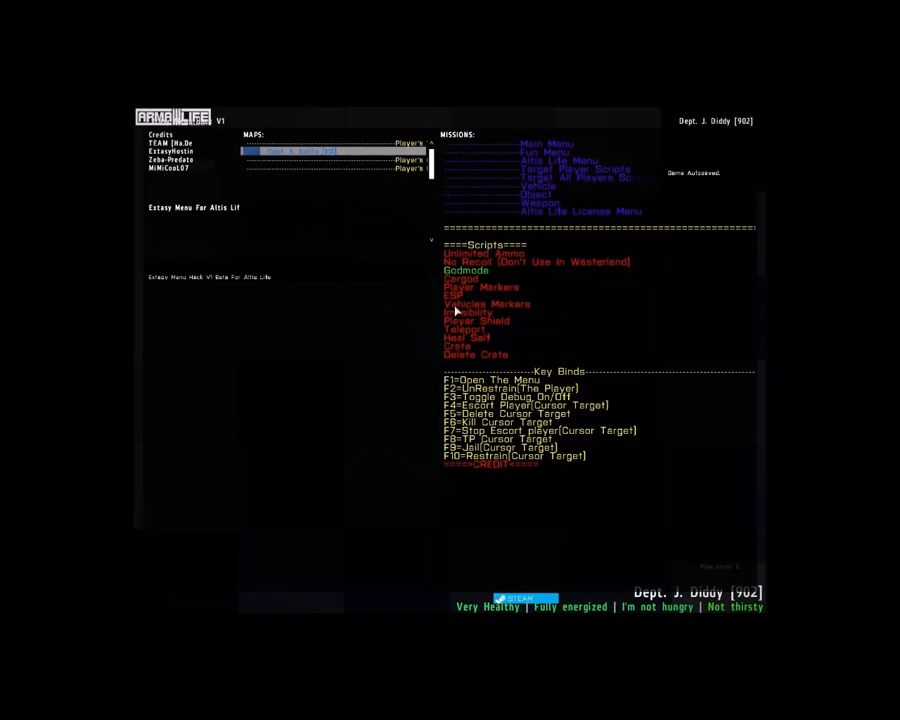 ARMA LIFE
V1
Dept. J. Diddy [902]
Credits
TEAM [Ha.De
ExtasyHostin
Zeba-Predato
MiMiCooL07
MAPS:
Player's
Player's
Player's
MISSIONS:
Main Menu
Fun Menu
Altis Life Menu
Target Player Scripts
Target All Players Sc
Vehicle
Object
Weapon
Altis Life License Menu
Game Autosaved.
Extasy Menu For Altis Lif
Extasy Menu Hack V1 Beta For Altis Life
====Scripts====
Unlimited Ammo
No Recoil (Don't Use In Wasterland)
Godmode
Cargod
Player Markers
ESP
Vehicles Markers
Invisibility
Player Shield
Teleport
Heal Self
Crate
Delete Crate
Key Binds
F1=Open The Menu
F2=UnRestrain(The Player)
F3=Toggle Debug On/Off
F4=Escort Player(Cursor Target)
F5=Delete Cursor Target
F6=Kill Cursor Target
F7=Stop Escort player(Cursor Target)
F8=TP Cursor Target
F9=Jail(Cursor Target)
F10=Restrain(Cursor Target)
====>CREDIT<====
Dept. J. Diddy [902]
STEAM
Very Healthy | Fully energized | I'm not hungry | Not thirsty